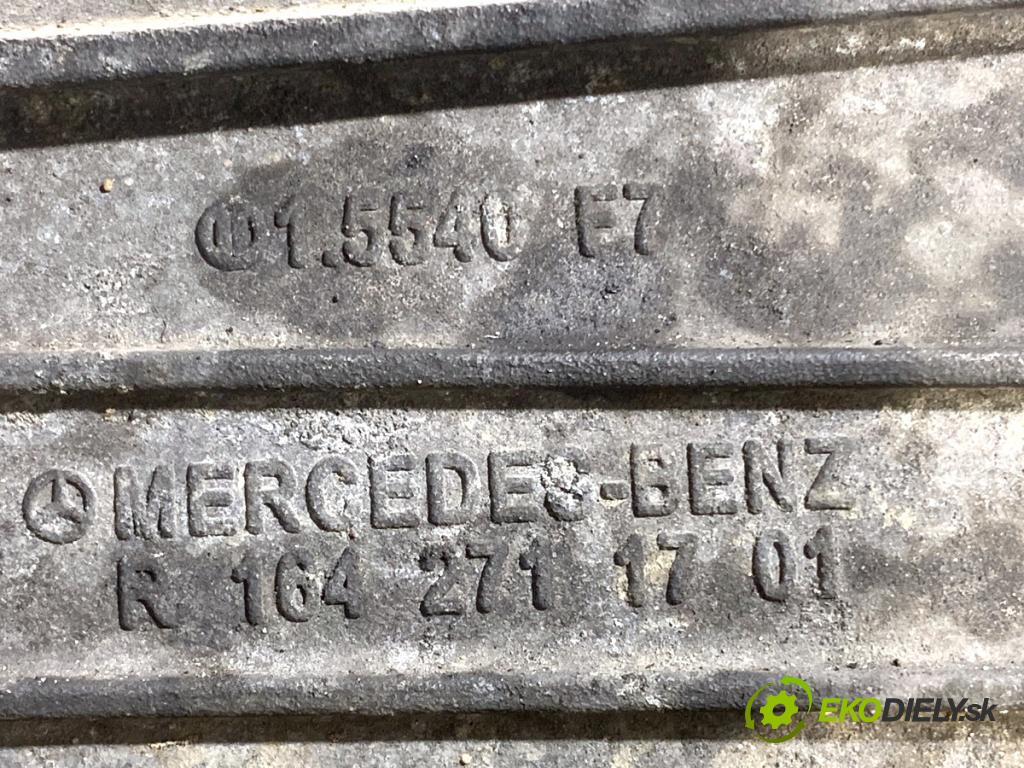 1.5540 F7
MERCEDES-BENZ
R 164 271 17 01
EKODIELY.sk